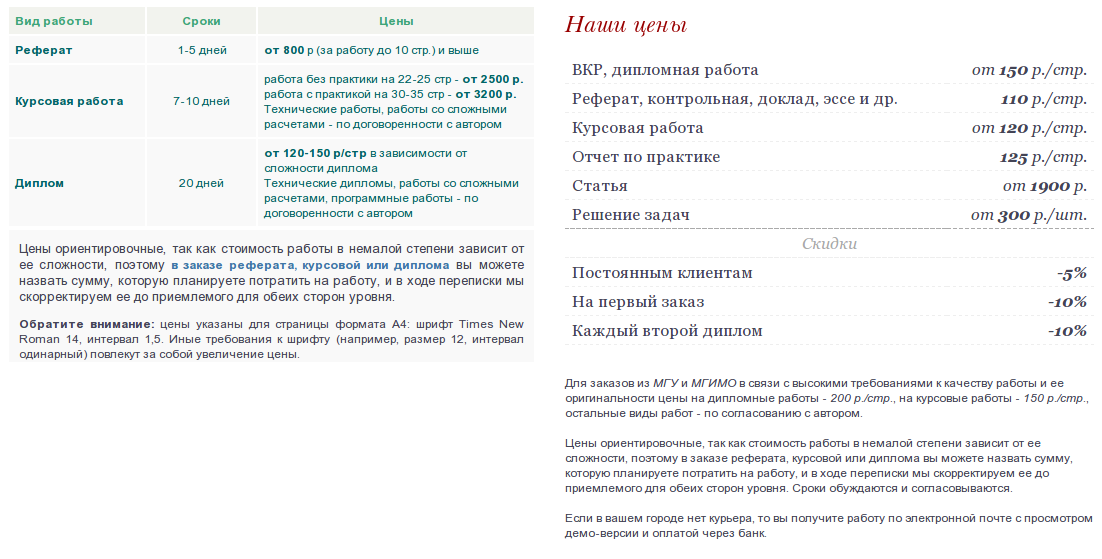 Вид работы Сроки Цены
Реферат 1-5 дней от 800 р (за работу до 10 стр.) и выше
работа без практики на 22-25 стр - от 2500 р.
работа с практикой на 30-35 стр - от 3200 р.
Курсовая работа 7-10 дней
Технические работы, работы со сложными
расчетами - по договоренности с автором
от 120-150 р/стр в зависимости от
сложности диплома
Диплом 20 дней Технические дипломы, работы со сложными
расчетами, программные работы - по
договоренности с автором
Цены ориентировочные, так как стоимость работы в немалой степени зависит от
ее сложности, поэтому в заказе реферата, курсовой или диплома вы можете
назвать сумму, которую планируете потратить на работу, и в ходе переписки мы
скорректируем ее до приемлемого для обеих сторон уровня.
Обратите внимание: цены указаны для страницы формата А4: шрифт Times New
Roman 14, интервал 1,5. Иные требования к шрифту (например, размер 12, интервал
одинарный) повлекут за собой увеличение цены.
Наши цены
ВКР, дипломная работа от 150 р./стр.
Реферат, контрольная, доклад, эссе и др. 110 р./стр.
Курсовая работа от 120 р./стр.
Отчет по практике 125 р./стр.
Статья от 1900 р.
Решение задач от 300 р./шт.
Скидки
Постоянным клиентам -5%
На первый заказ -10%
Каждый второй диплом -10%
Для заказов из МГУ и МГИМО в связи с высокими требованиями к качеству работы и ее
оригинальности цены на дипломные работы - 200 р./стр., на курсовые работы - 150 р./стр.,
остальные виды работ - по согласованию с автором.
Цены ориентировочные, так как стоимость работы в немалой степени зависит от ее
сложности, поэтому в заказе реферата, курсовой или диплома вы можете назвать сумму,
которую планируете потратить на работу, и в ходе переписки мы скорректируем ее до
приемлемого для обеих сторон уровня. Сроки обуждаются и согласовываются.
Если в вашем городе нет курьера, то вы получите работу по электронной почте с просмотром
демо-версии и оплатой через банк.